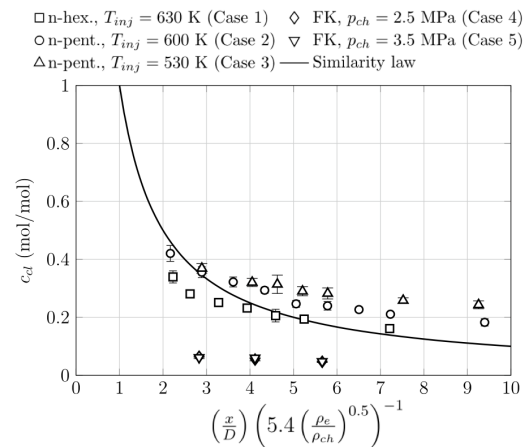 □ n-hex., T_inj = 630 K (Case 1) ◇ FK, p_ch = 2.5 MPa (Case 4)
○ n-pent., T_inj = 600 K (Case 2) ▽ FK, p_ch = 3.5 MPa (Case 5)
△ n-pent., T_inj = 530 K (Case 3) — Similarity law
1
0.8
0.6
0.4
0.2
0
c_cl (mol/mol)
0 1 2 3 4 5 6 7 8 9 10
(x/D) (5.4 (ρ_e/ρ_ch)^0.5)^−1